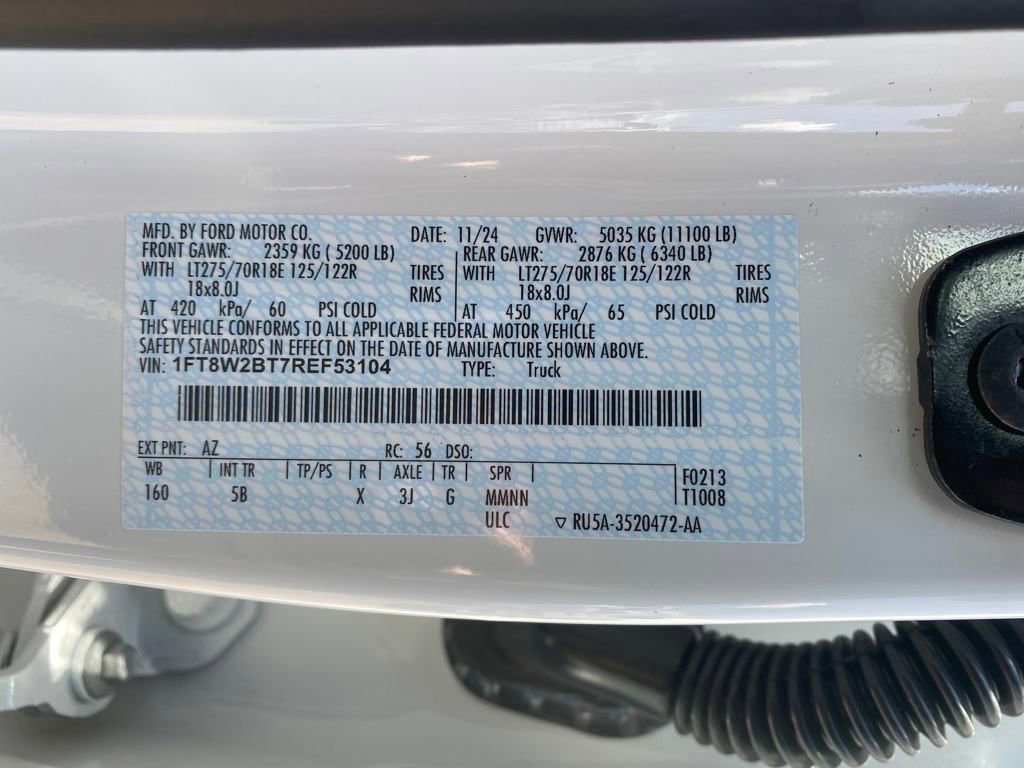 MFD. BY FORD MOTOR CO. DATE: 11/24 GVWR: 5035 KG (11100 LB)
FRONT GAWR: 2359 KG ( 5200 LB) REAR GAWR: 2876 KG ( 6340 LB)
WITH LT275/70R18E 125/122R TIRES WITH LT275/70R18E 125/122R TIRES
18x8.0J RIMS 18x8.0J RIMS
AT 420 kPa/ 60 PSI COLD AT 450 kPa/ 65 PSI COLD
THIS VEHICLE CONFORMS TO ALL APPLICABLE FEDERAL MOTOR VEHICLE
SAFETY STANDARDS IN EFFECT ON THE DATE OF MANUFACTURE SHOWN ABOVE.
VIN: 1FT8W2BT7REF53104 TYPE: Truck
EXT PNT: AZ RC: 56 DSO:
WB INT TR TP/PS R AXLE TR SPR F0213
160 5B X 3J G MMNN T1008
ULC ▽ RU5A-3520472-AA